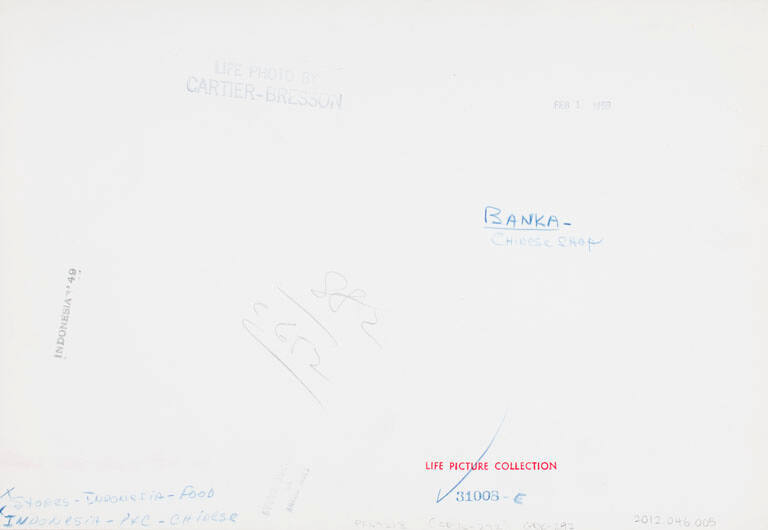 LIFE PHOTO BY
CARTIER-BRESSON
FEB 1 1950
BANKA-
CHINESE SHOP
INDONESIA '49
LIFE PICTURE COLLECTION
31008-E
X STORES - INDONESIA - FOOD
X INDONESIA - PXC - CHINESE
2012.046.005